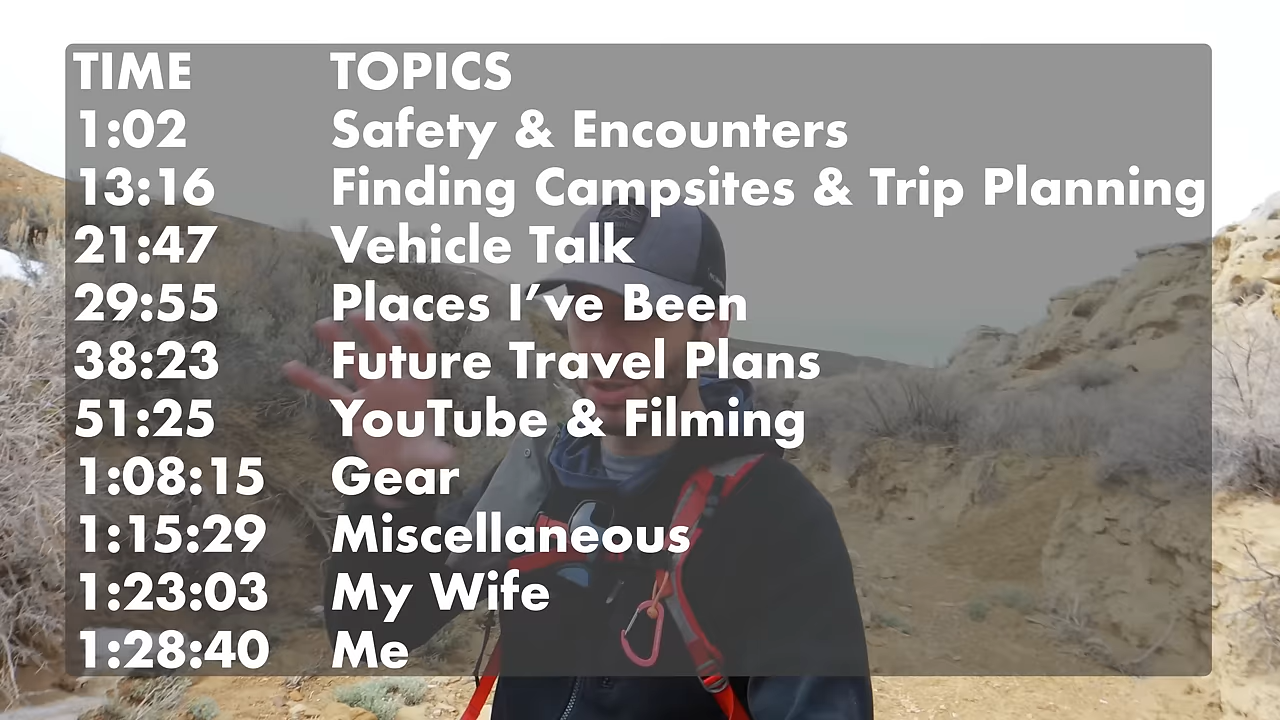 TIME TOPICS
1:02 Safety & Encounters
13:16 Finding Campsites & Trip Planning
21:47 Vehicle Talk
29:55 Places I’ve Been
38:23 Future Travel Plans
51:25 YouTube & Filming
1:08:15 Gear
1:15:29 Miscellaneous
1:23:03 My Wife
1:28:40 Me